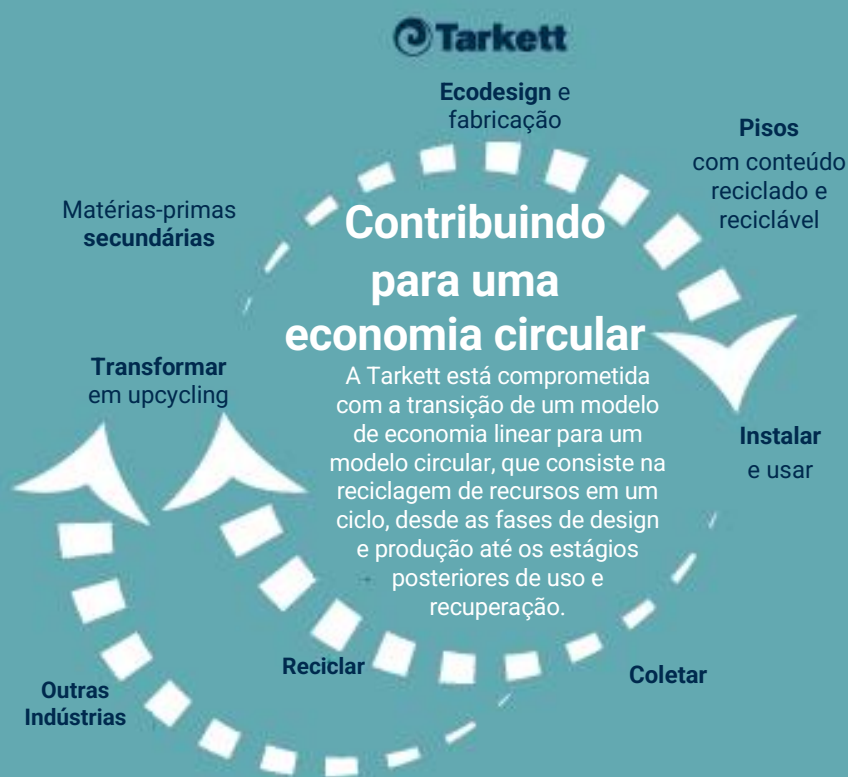 Tarkett
Ecodesign e
fabricação
Pisos
com conteúdo
reciclado e
reciclável
Matérias-primas
secundárias
Contribuindo
para uma
economia circular
Transformar
em upcycling
A Tarkett está comprometida
com a transição de um modelo
de economia linear para um
modelo circular, que consiste na
reciclagem de recursos em um
ciclo, desde as fases de design
e produção até os estágios
posteriores de uso e
recuperação.
Instalar
e usar
Reciclar
Coletar
Outras
Indústrias